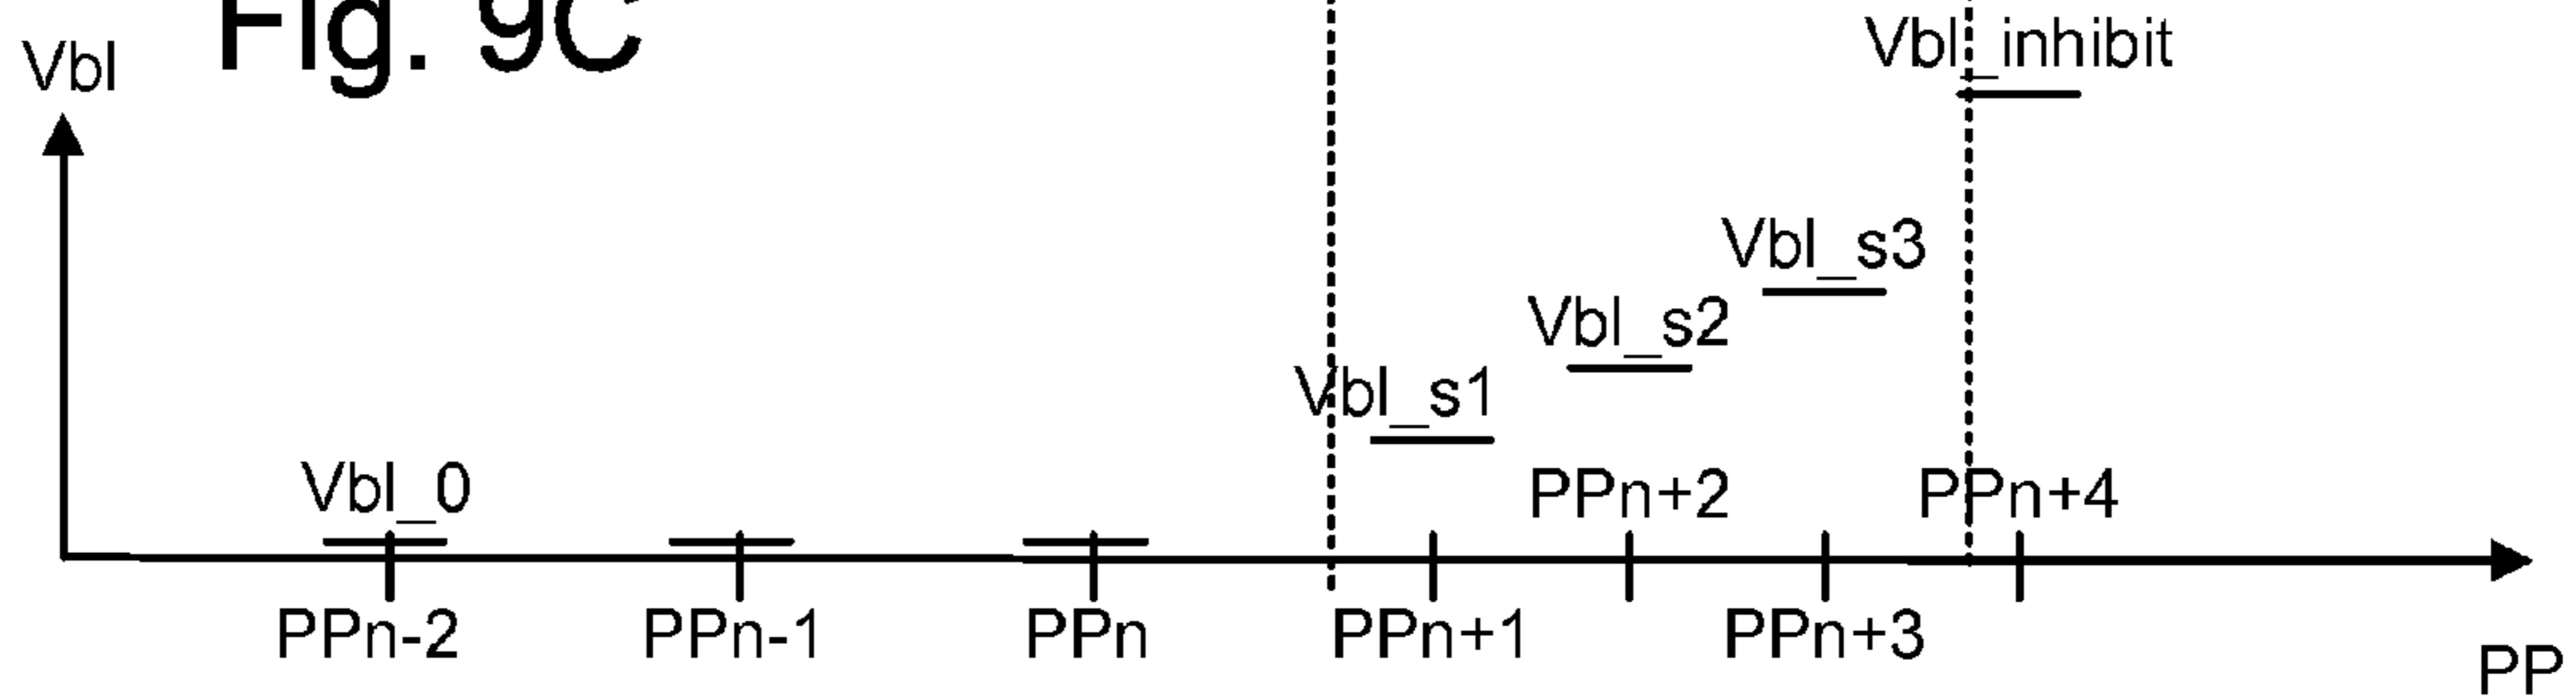 Fig. 9C
Vbl
Vbl_inhibit
Vbl_s3
Vbl_s2
Vbl_s1
Vbl_0
PPn+2
PPn+4
PPn-2
PPn-1
PPn
PPn+1
PPn+3
PP